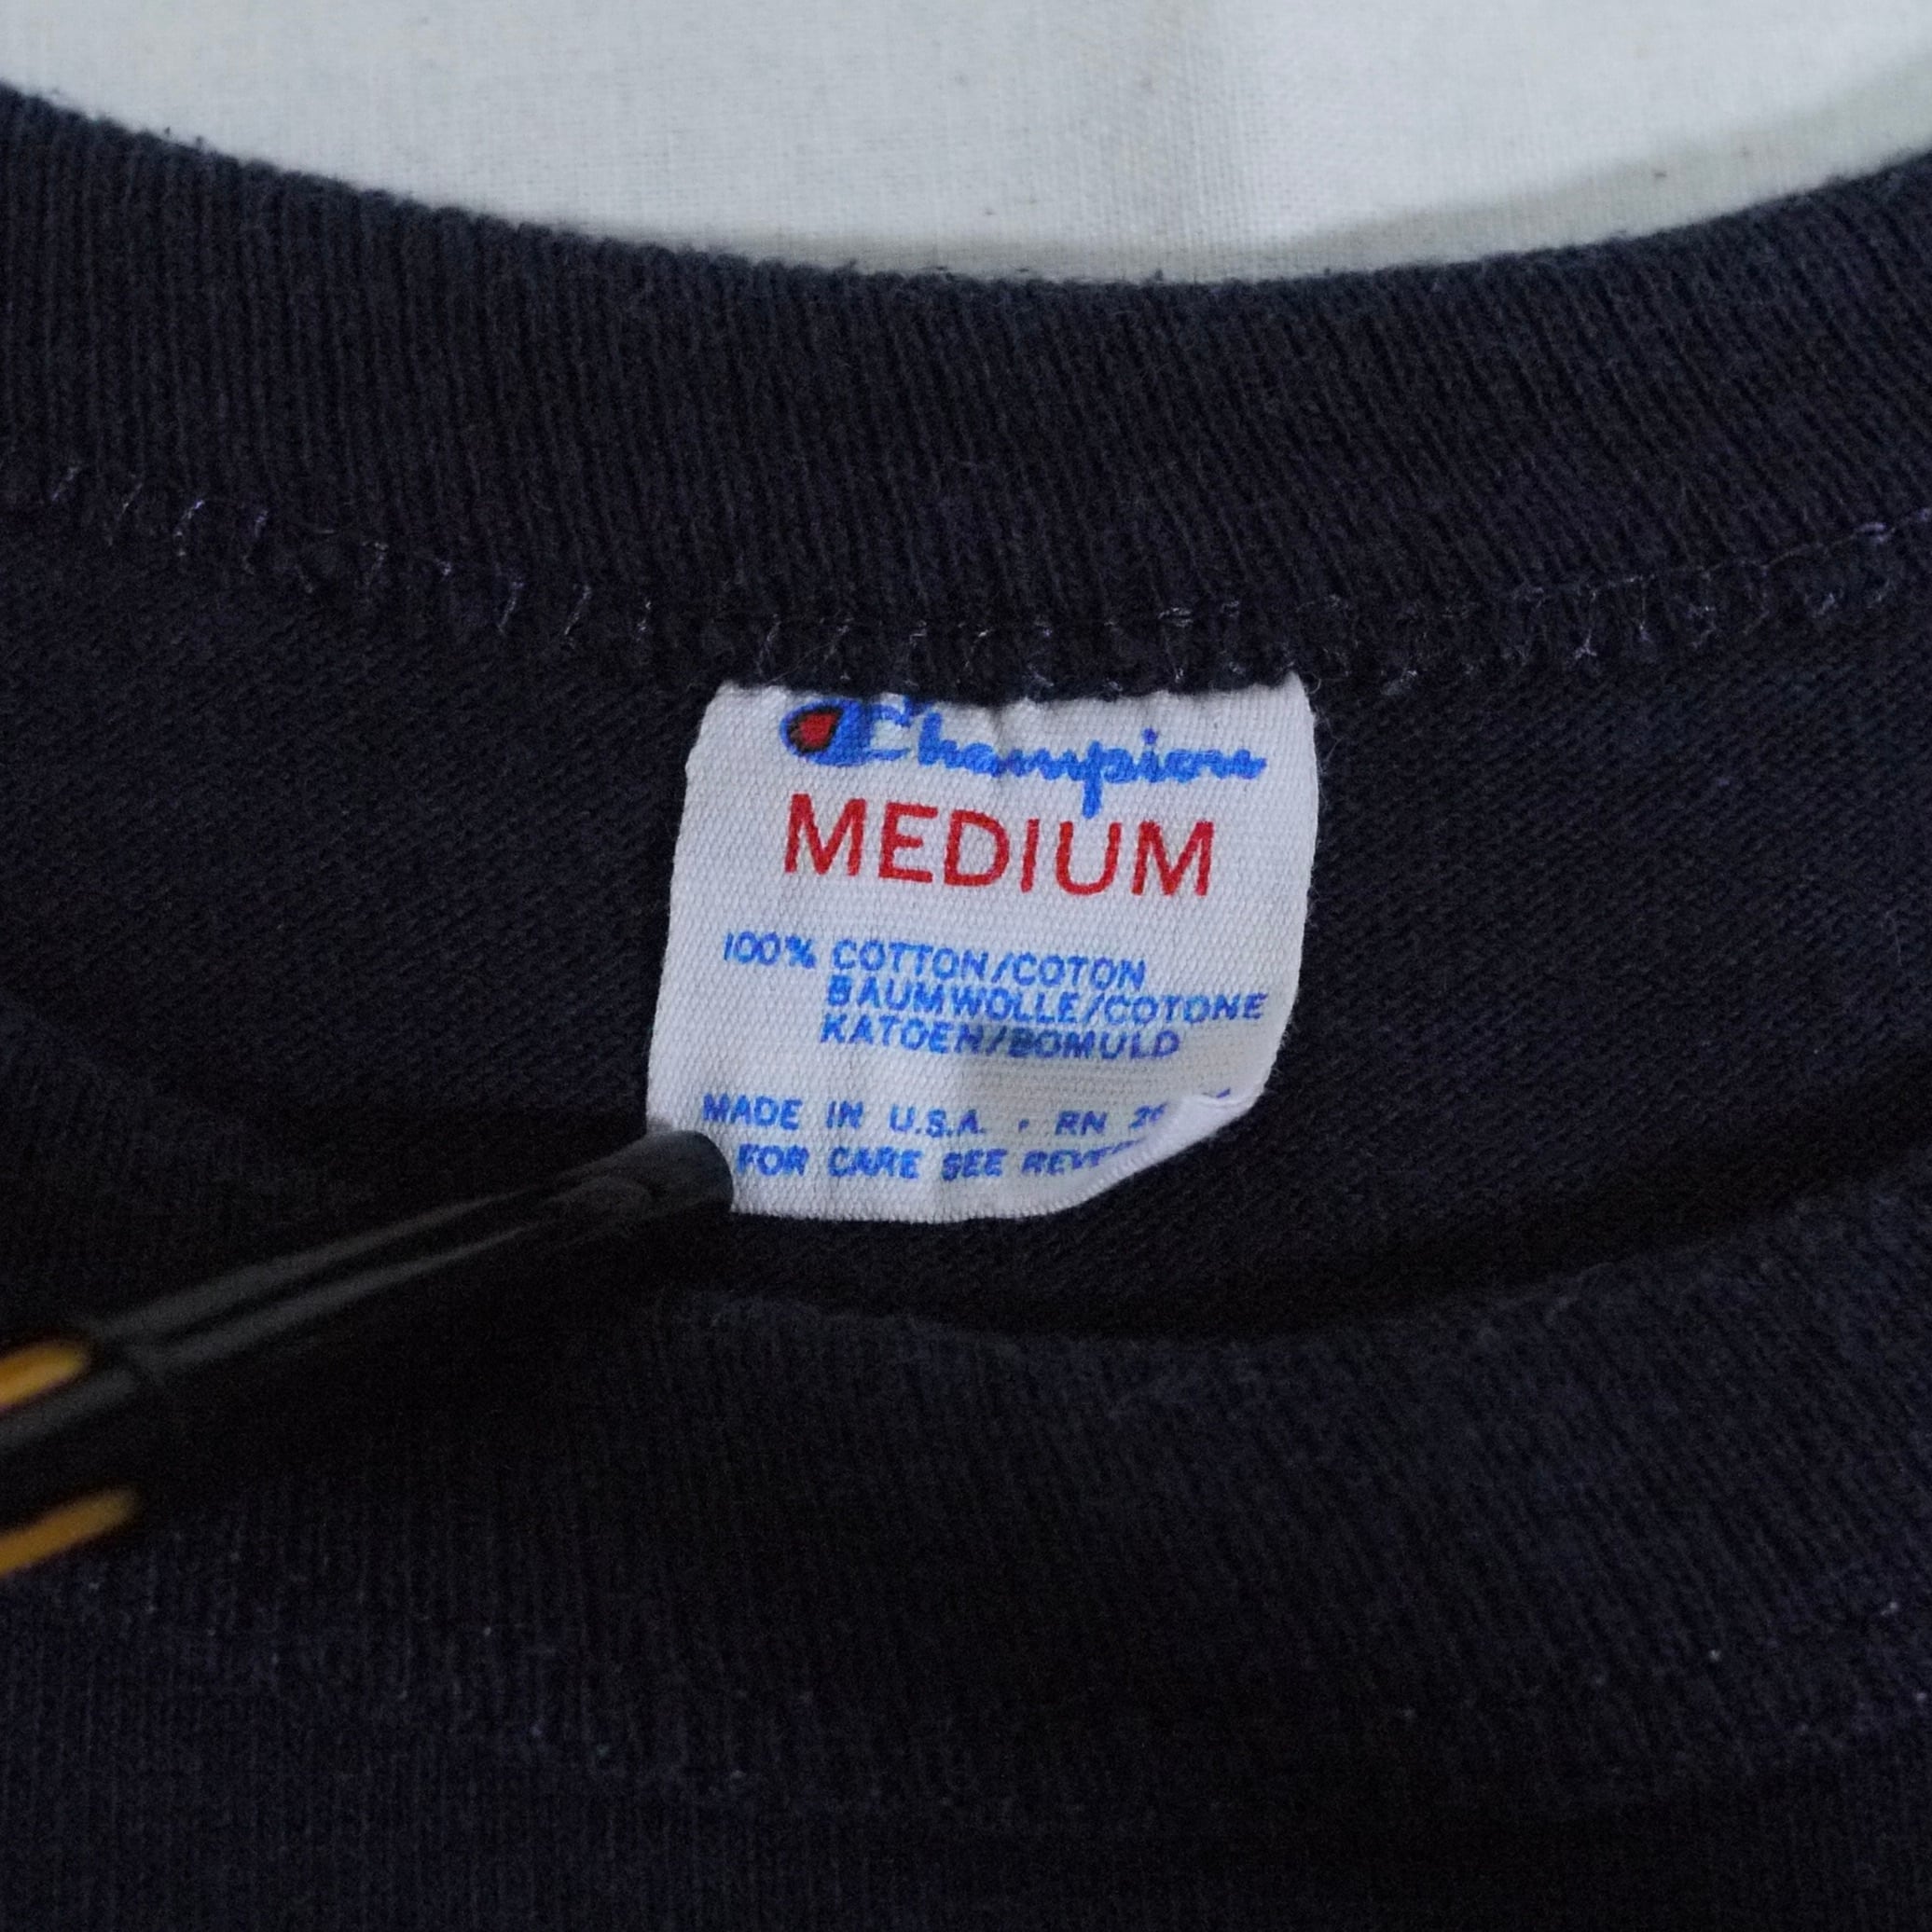 Champion
MEDIUM
100% COTTON/COTON
BAUMWOLLE/COTONE
KATOEN/BOMULD
MADE IN U.S.A. • RN
FOR CARE SEE